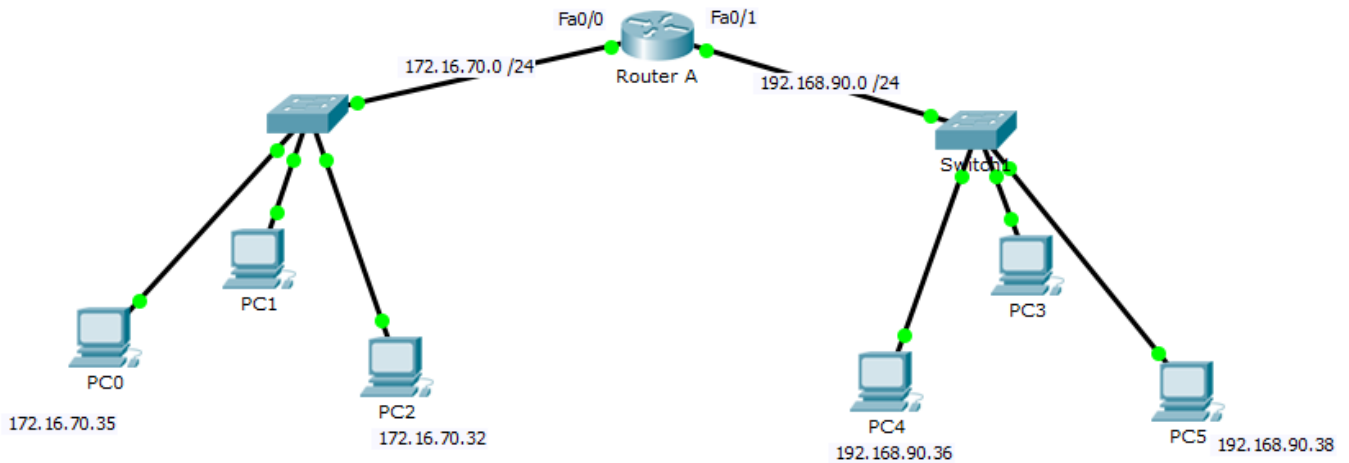 Fa0/0
Fa0/1
Router A
172.16.70.0 /24
192.168.90.0 /24
Switch1
PC1
PC3
PC0
PC2
PC4
PC5
172.16.70.35
172.16.70.32
192.168.90.36
192.168.90.38